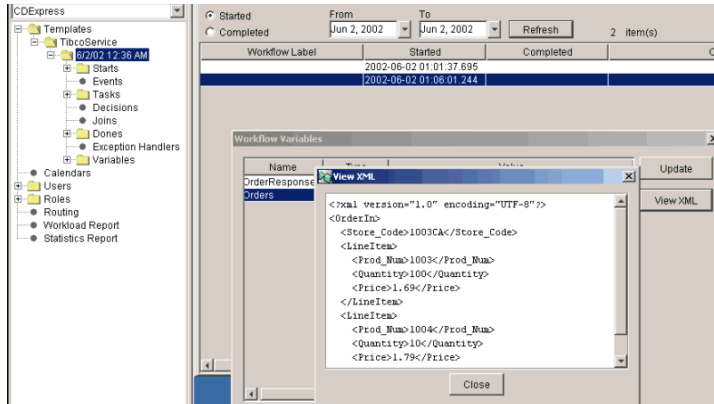 CDExpress
Templates
TibcoService
6/2/02 12:36 AM
Starts
Events
Tasks
Decisions
Joins
Dones
Exception Handlers
Variables
Calendars
Users
Roles
Routing
Workload Report
Statistics Report
Started From To
Completed Jun 2, 2002 Jun 2, 2002 Refresh 2 item(s)
Workflow Label Started Completed
2002-06-02 01:01:37.695
2002-06-02 01:06:01.244
Workflow Variables
Name Type Value Update
OrderResponse
Orders View XML
View XML
<?xml version="1.0" encoding="UTF-8"?>
<OrderIn>
<Store_Code>1003CA</Store_Code>
<LineItem>
<Prod_Num>1003</Prod_Num>
<Quantity>100</Quantity>
<Price>1.69</Price>
</LineItem>
<LineItem>
<Prod_Num>1004</Prod_Num>
<Quantity>10</Quantity>
<Price>1.79</Price>
Close